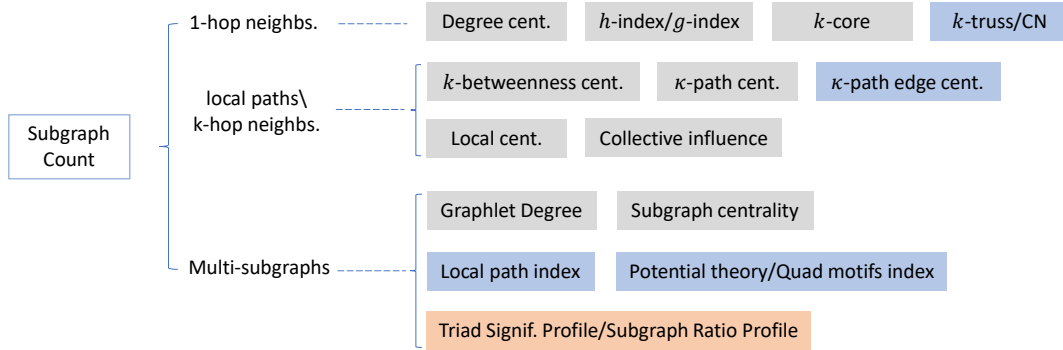 1-hop neighbs.
Degree cent.
h-index/g-index
k-core
k-truss/CN
local paths\
k-hop neighbs.
k-betweenness cent.
κ-path cent.
κ-path edge cent.
Local cent.
Collective influence
Subgraph
Count
Multi-subgraphs
Graphlet Degree
Subgraph centrality
Local path index
Potential theory/Quad motifs index
Triad Signif. Profile/Subgraph Ratio Profile